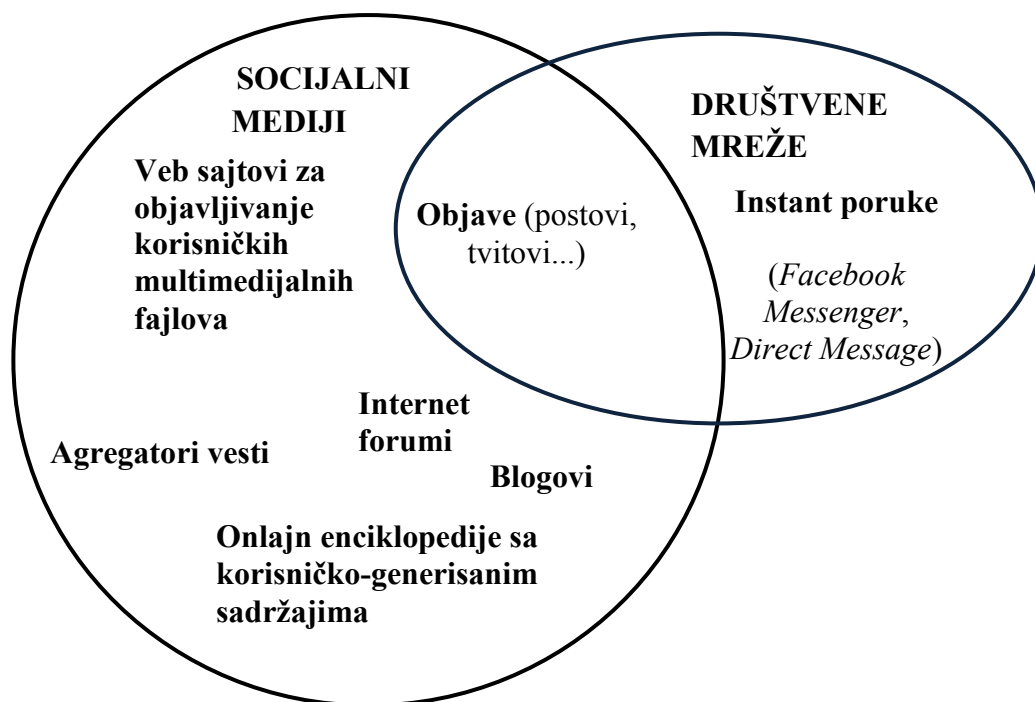 SOCIJALNI
MEDIJI
Veb sajtovi za
objavljivanje
korisničkih
multimedijalnih
fajlova
Objave (postovi,
tvitovi...)
DRUŠTVENE
MREŽE
Instant poruke
(Facebook
Messenger,
Direct Message)
Internet
forumi
Agregatori vesti
Blogovi
Onlajn enciklopedije sa
korisničko-generisanim
sadržajima